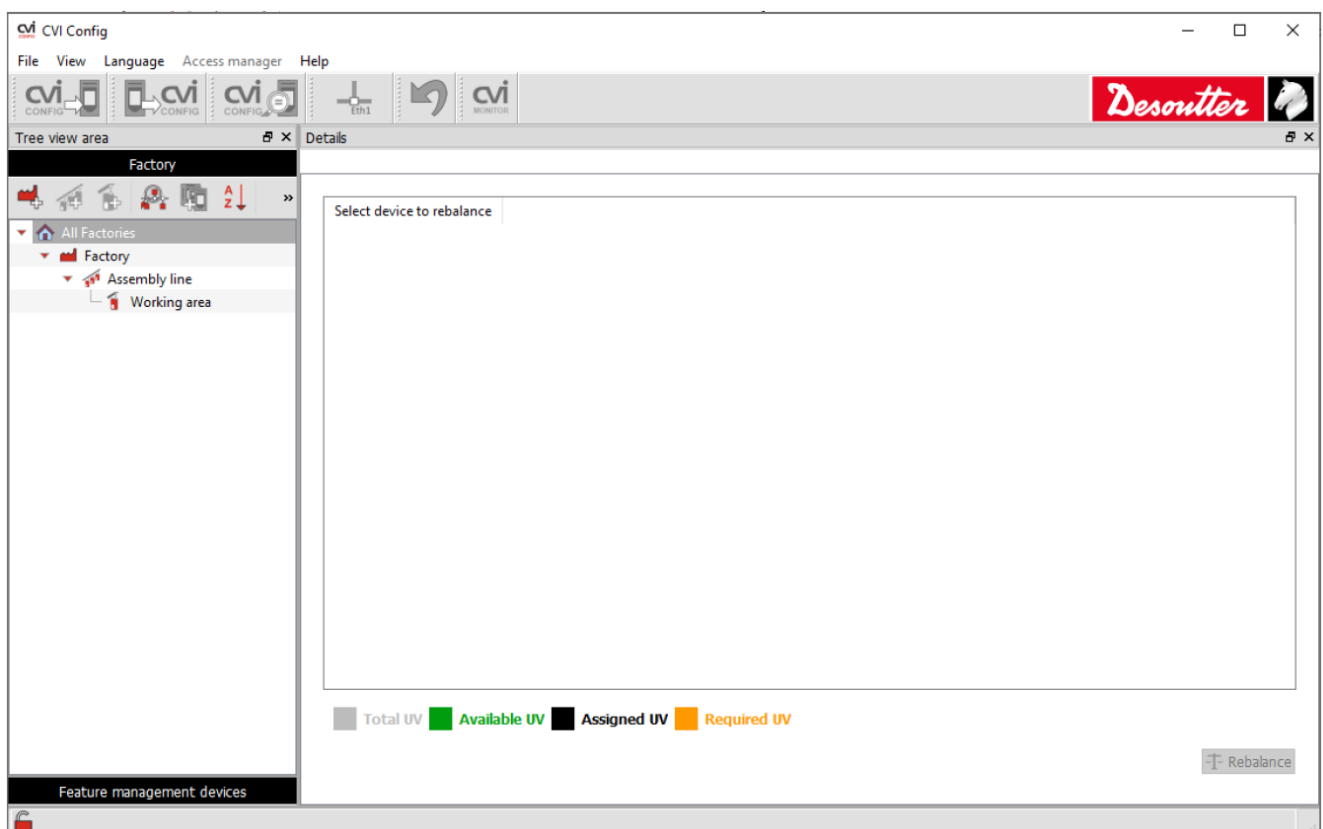 cvi CONFIG CVI Config
File View Language Access manager Help
cvi CONFIG cvi CONFIG cvi CONFIG Eth1 cvi MONITOR Desoutter
Tree view area Details
Factory
A Z »
Select device to rebalance
All Factories
Factory
Assembly line
Working area
Total UV Available UV Assigned UV Required UV
Rebalance
Feature management devices